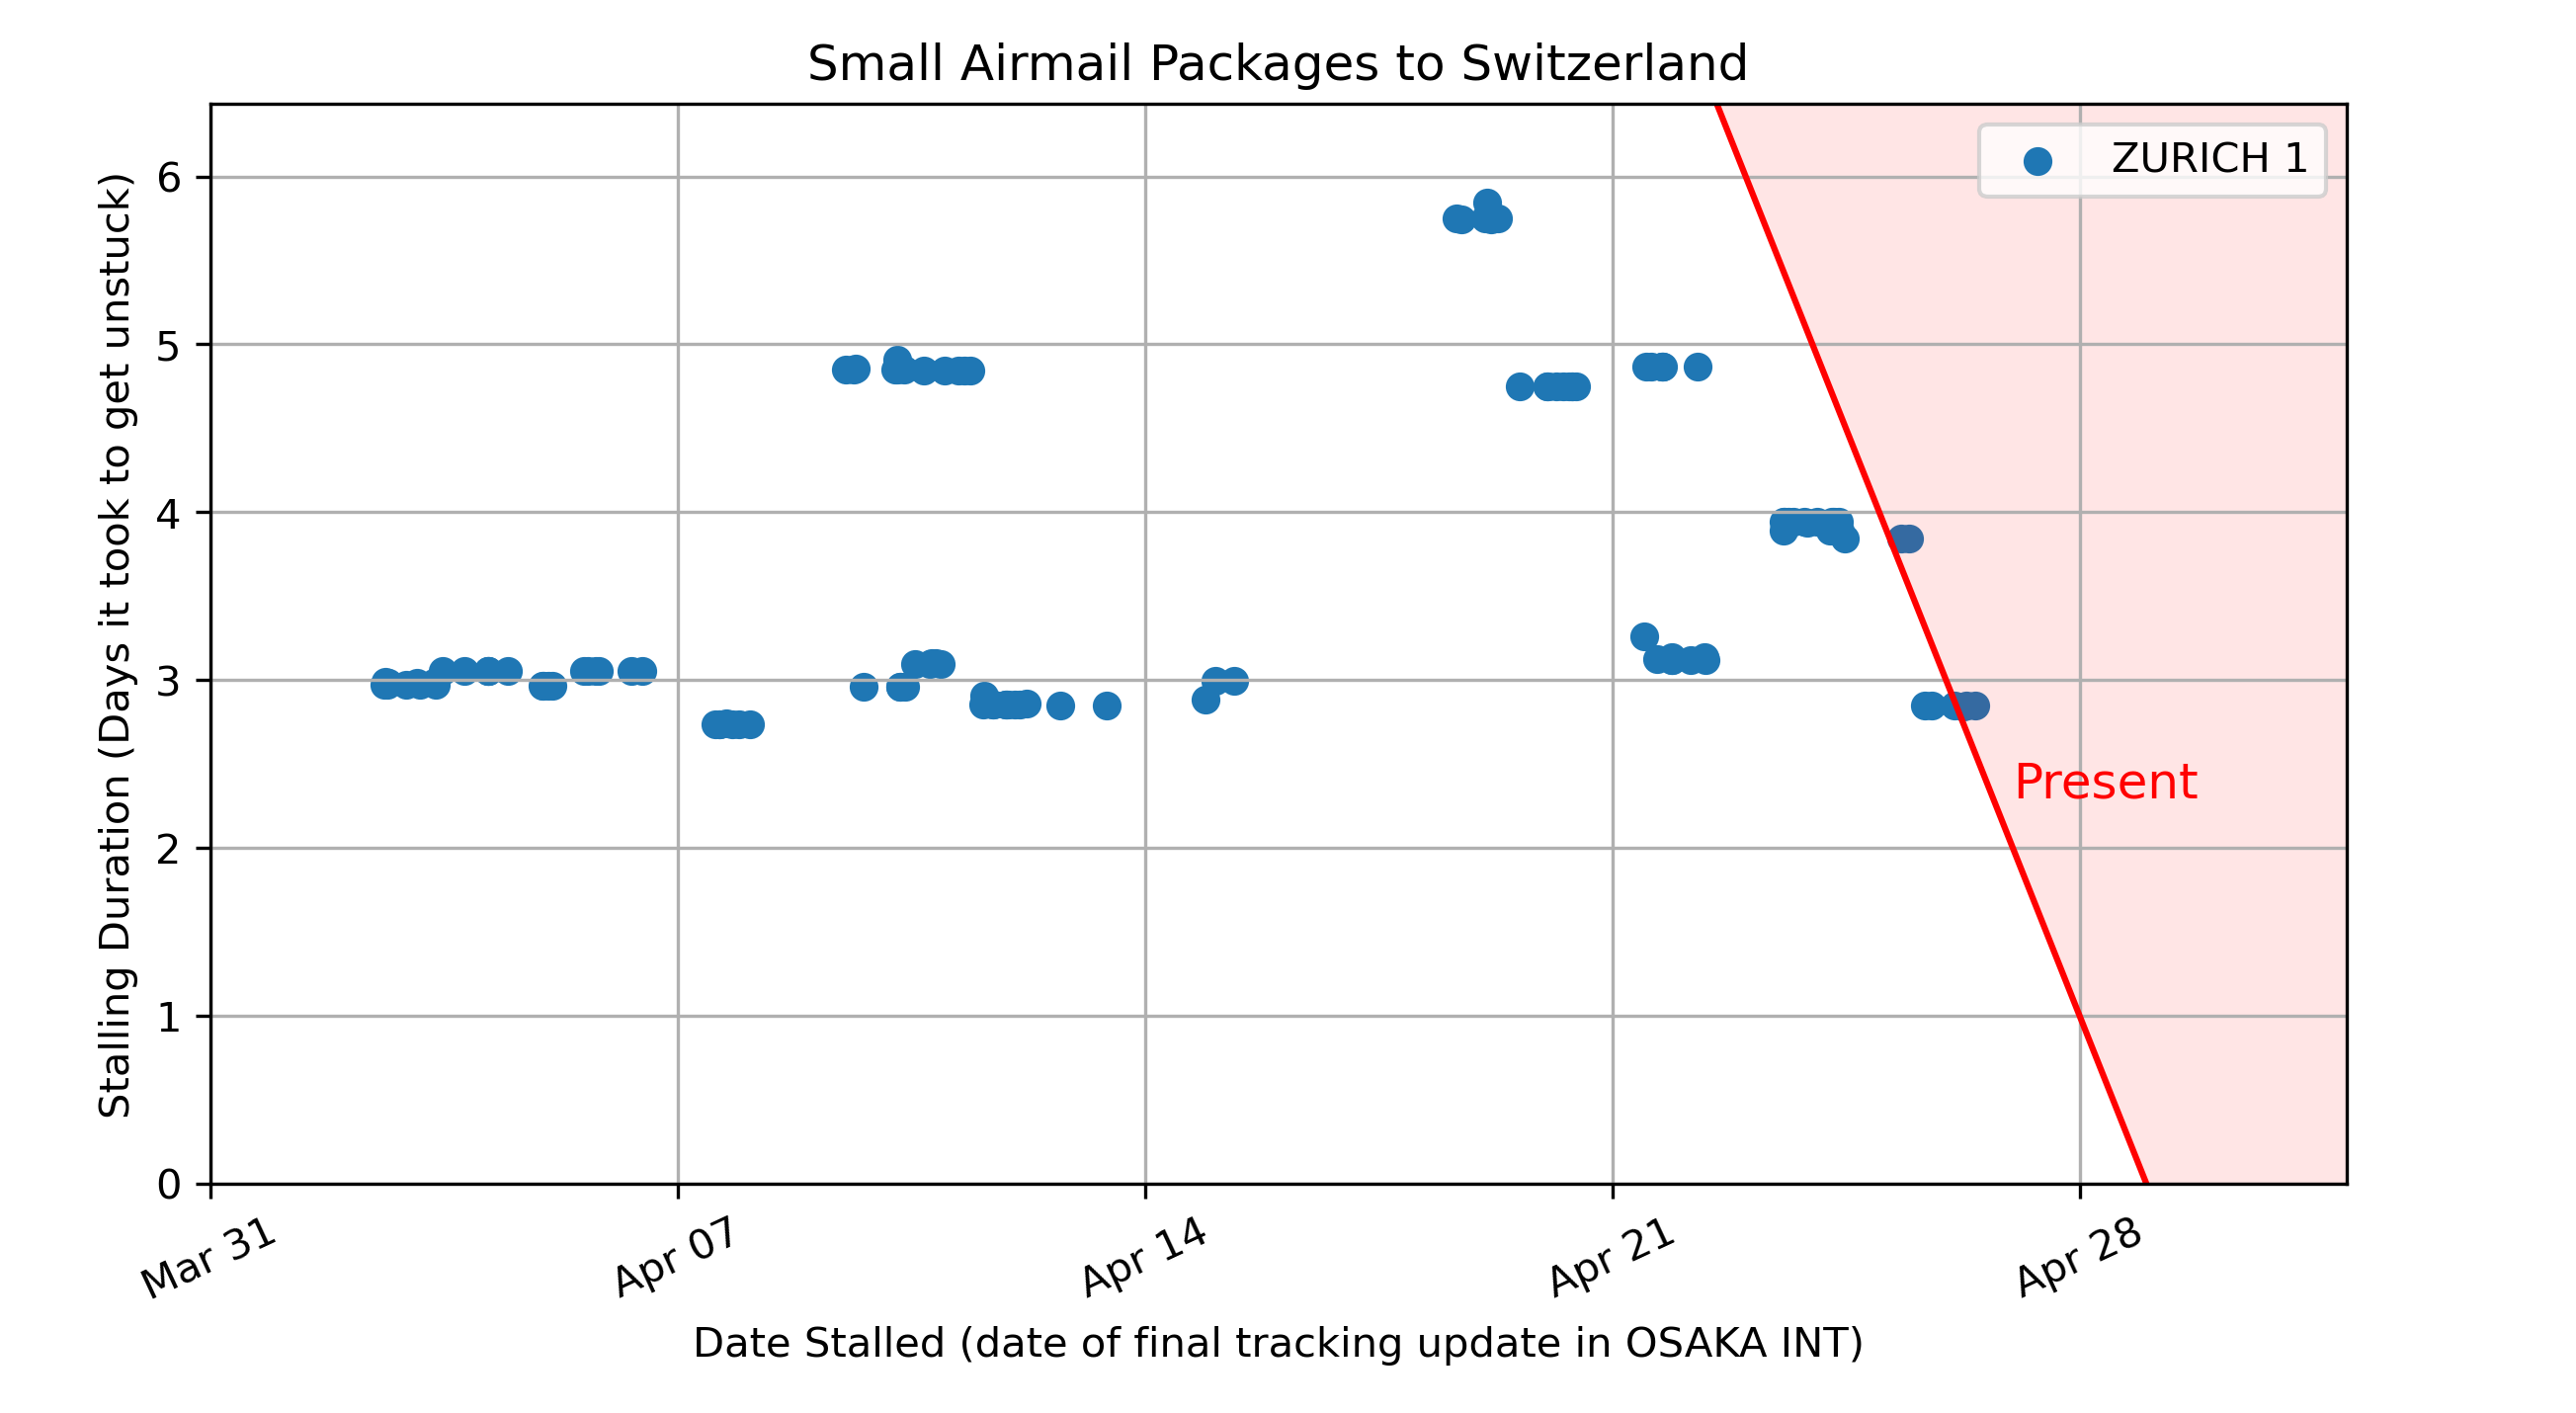 Small Airmail Packages to Switzerland
ZURICH 1
Stalling Duration (Days it took to get unstuck)
6
5
4
3
2
1
0
Present
Mar 31
Apr 07
Apr 14
Apr 21
Apr 28
Date Stalled (date of final tracking update in OSAKA INT)